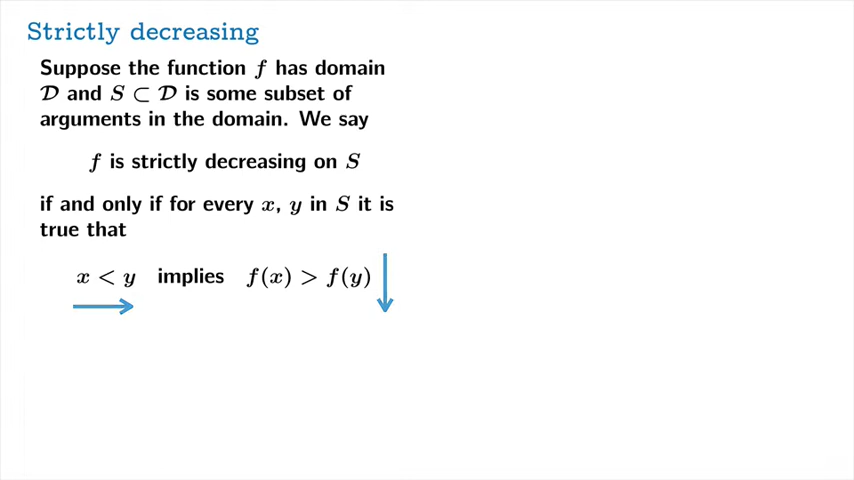 Strictly decreasing
Suppose the function f has domain
𝒟 and S ⊂ 𝒟 is some subset of
arguments in the domain. We say
f is strictly decreasing on S
if and only if for every x, y in S it is
true that
x < y implies f(x) > f(y)